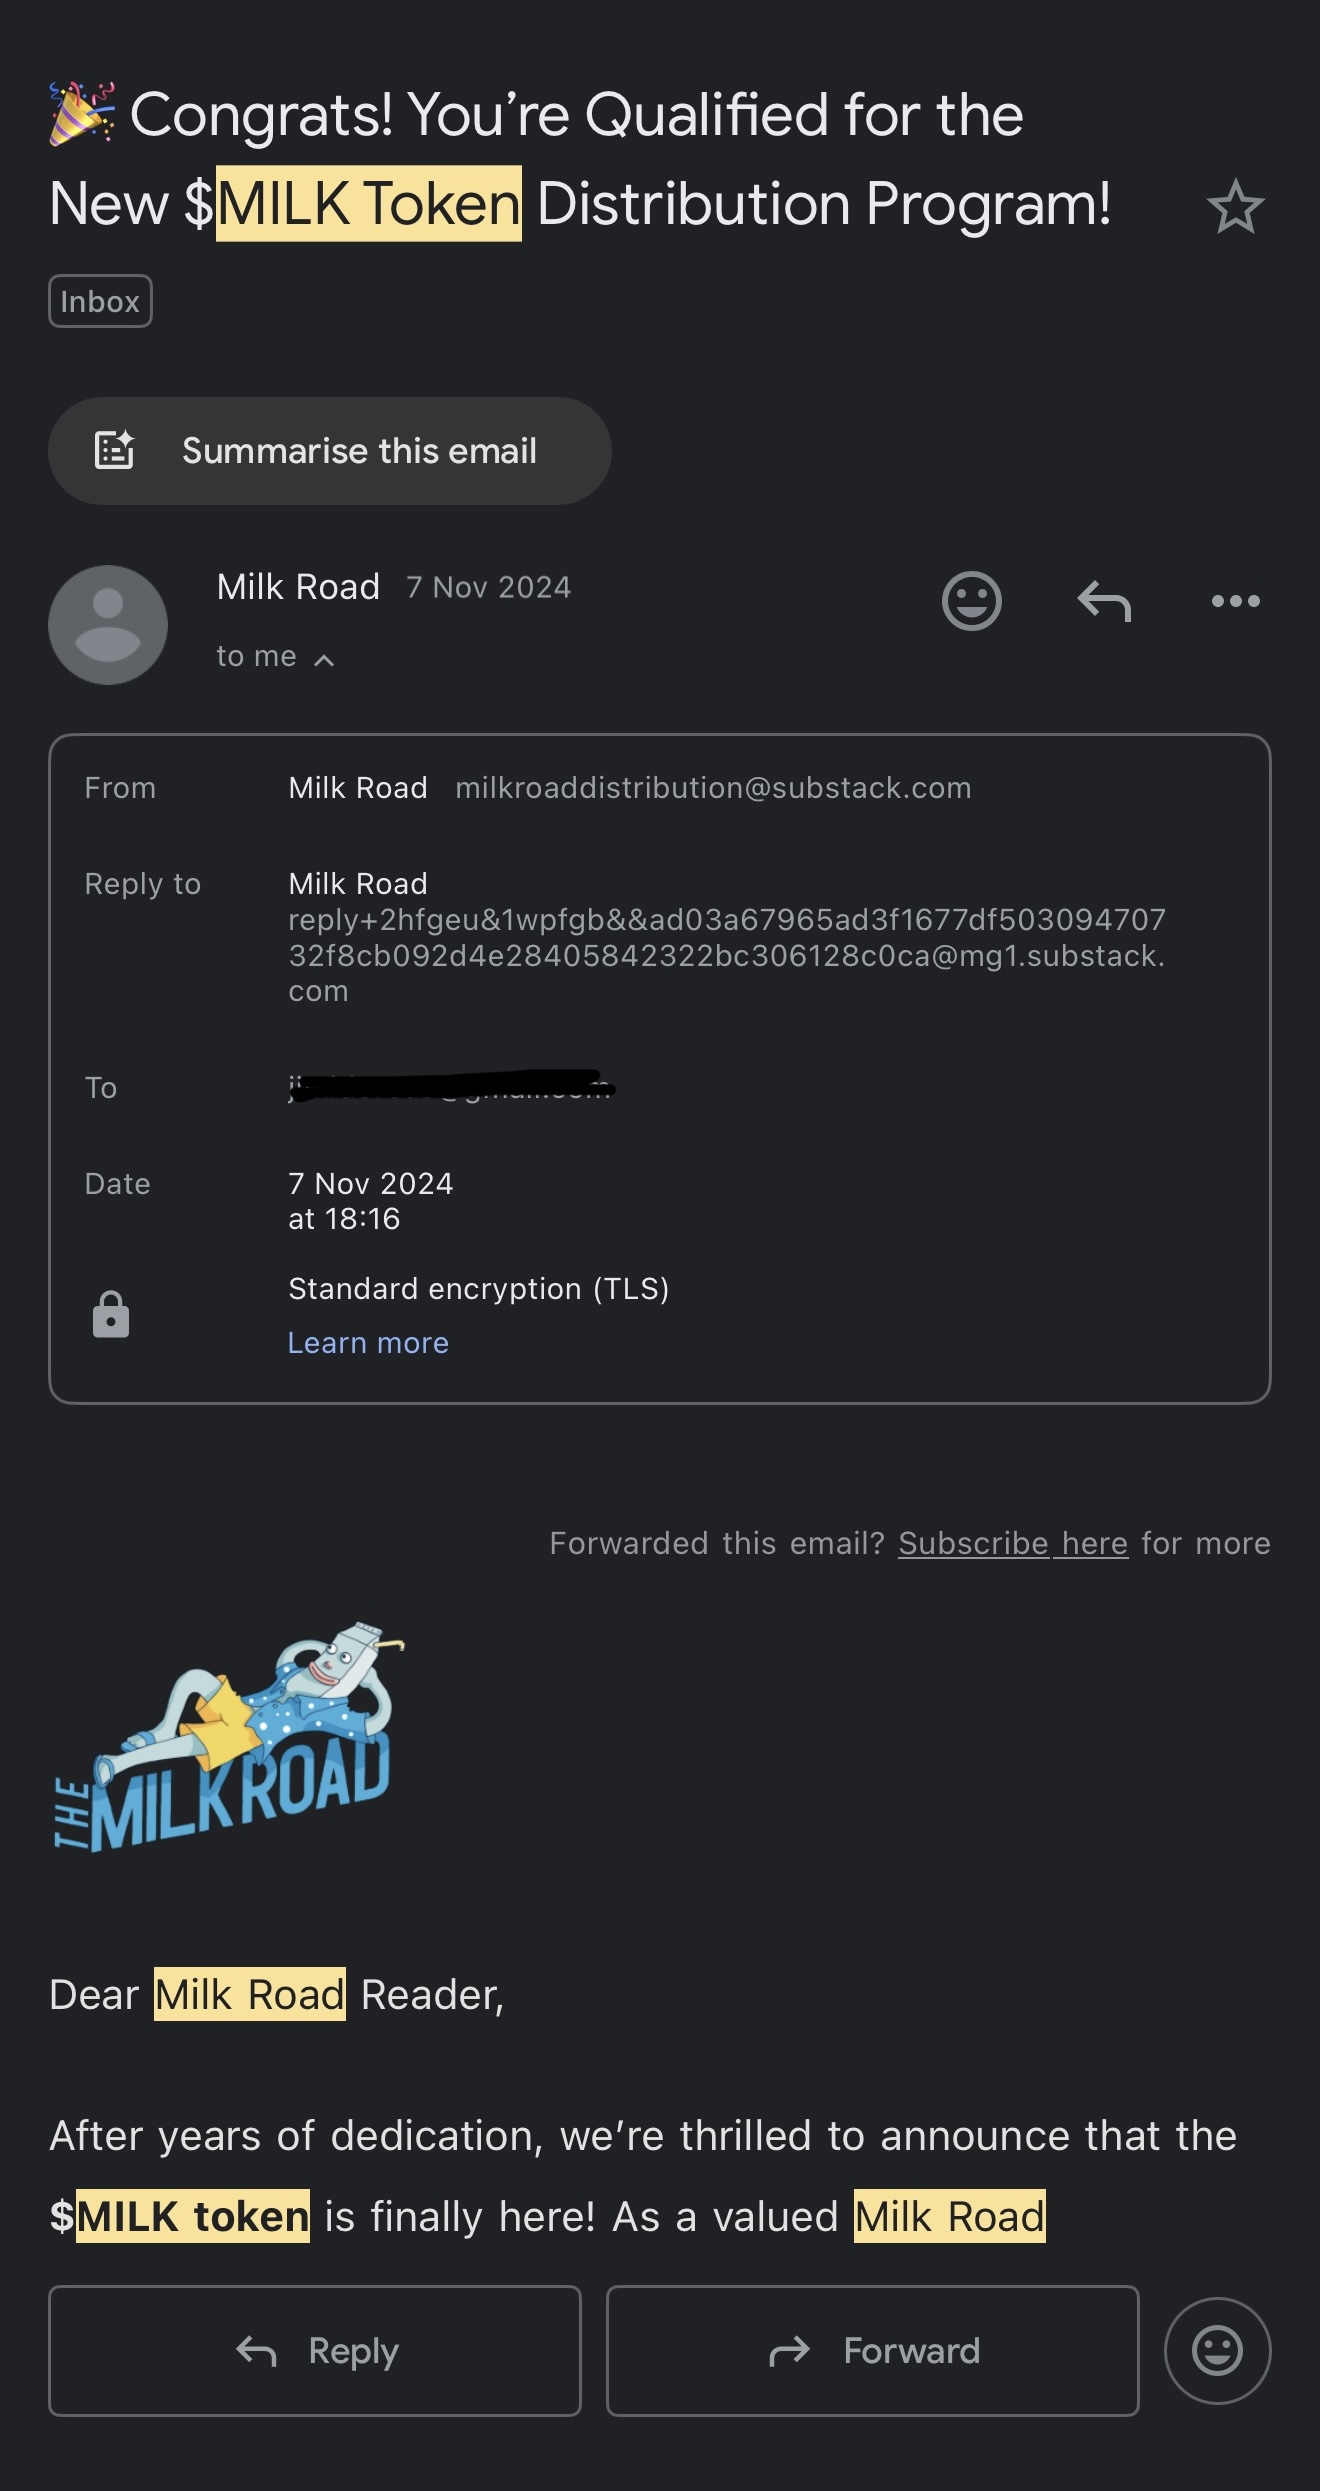 🎉 Congrats! You’re Qualified for the
New $MILK Token Distribution Program!
Inbox
Summarise this email
Milk Road 7 Nov 2024
to me
From Milk Road milkroaddistribution@substack.com
Reply to Milk Road
reply+2hfgeu&1wpfgb&&ad03a67965ad3f1677df503094707
32f8cb092d4e28405842322bc306128c0ca@mg1.substack.
com
To
Date 7 Nov 2024
at 18:16
Standard encryption (TLS)
Learn more
Forwarded this email? Subscribe here for more
THE MILK ROAD
Dear Milk Road Reader,
After years of dedication, we’re thrilled to announce that the
$MILK token is finally here! As a valued Milk Road
Reply Forward